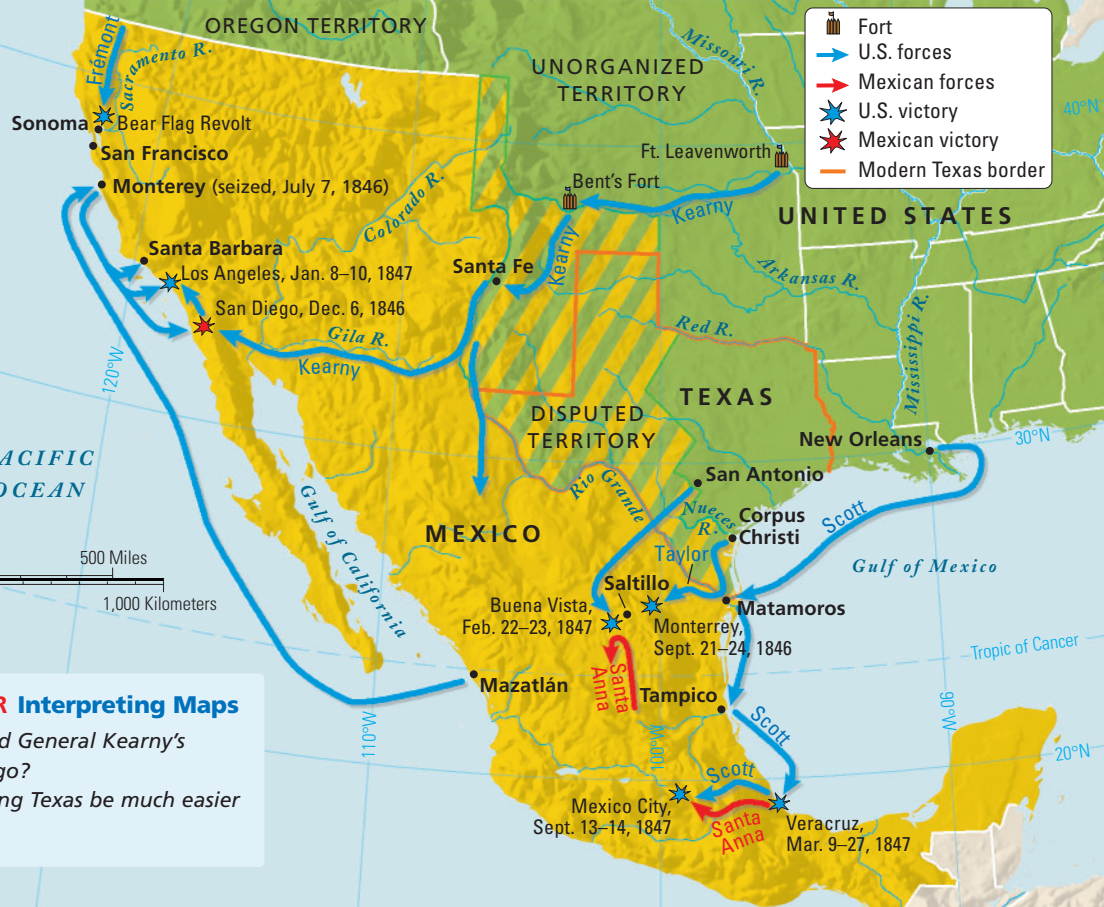 OREGON TERRITORY
Frémont
Sacramento R.
Sonoma
Bear Flag Revolt
San Francisco
Monterey (seized, July 7, 1846)
Colorado R.
Santa Barbara
Los Angeles, Jan. 8–10, 1847
San Diego, Dec. 6, 1846
Gila R.
Kearny
120°W
UNORGANIZED
TERRITORY
Missouri R.
Ft. Leavenworth
Bent's Fort
Kearny
Kearny
Santa Fe
UNITED STATES
Arkansas R.
Mississippi R.
Red R.
TEXAS
DISPUTED
TERRITORY
New Orleans
30°N
40°N
Fort
U.S. forces
Mexican forces
U.S. victory
Mexican victory
Modern Texas border
San Antonio
Rio Grande
Nueces
R.
Corpus
Christi
Scott
Gulf of Mexico
Taylor
MEXICO
ACIFIC
OCEAN
Gulf of California
500 Miles
1,000 Kilometers
Saltillo
Matamoros
Buena Vista,
Feb. 22–23, 1847
Monterrey,
Sept. 21–24, 1846
Tropic of Cancer
Santa
Anna
Mazatlán
Tampico
110°W
100°W
90°W
20°N
Scott
Scott
Mexico City,
Sept. 13–14, 1847
Santa
Anna
Veracruz,
Mar. 9–27, 1847
R Interpreting Maps
d General Kearny's
go?
ng Texas be much easier